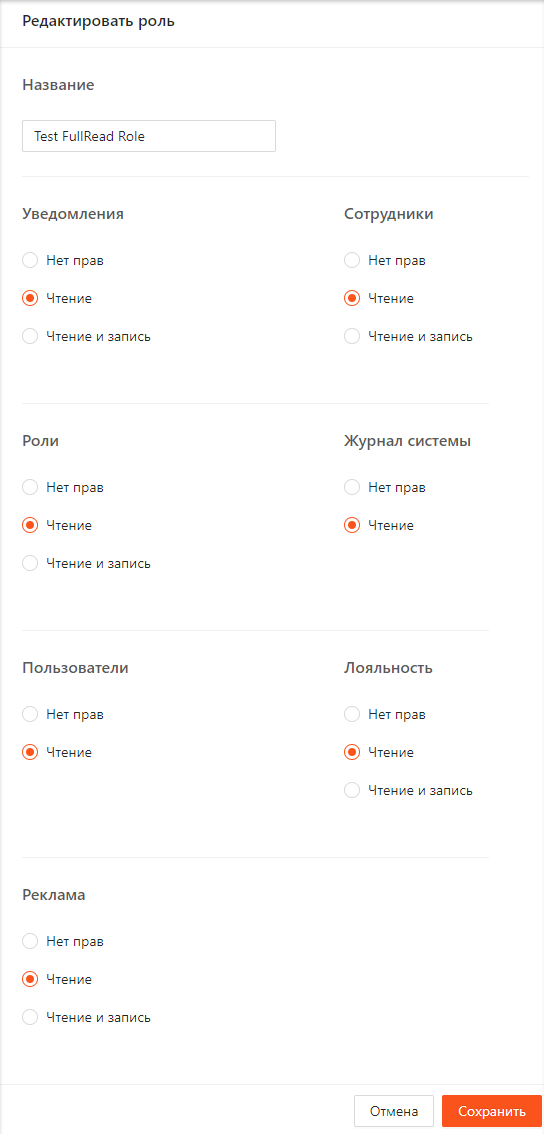 Редактировать роль
Название
Test FullRead Role
Уведомления
Нет прав
Чтение
Чтение и запись
Сотрудники
Нет прав
Чтение
Чтение и запись
Роли
Нет прав
Чтение
Чтение и запись
Журнал системы
Нет прав
Чтение
Пользователи
Нет прав
Чтение
Лояльность
Нет прав
Чтение
Чтение и запись
Реклама
Нет прав
Чтение
Чтение и запись
Отмена
Сохранить